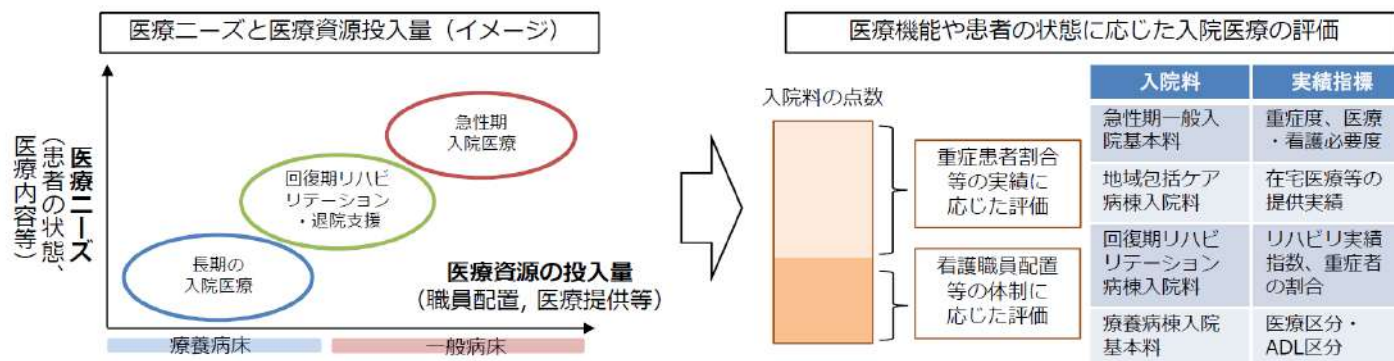 医療ニーズと医療資源投入量（イメージ）
医療ニーズ
（患者の状態、
医療内容等）
急性期
入院医療
回復期リハビ
リテーション
・退院支援
長期の
入院医療
医療資源の投入量
（職員配置, 医療提供等）
療養病床
一般病床
医療機能や患者の状態に応じた入院医療の評価
入院料の点数
重症患者割合
等の実績に
応じた評価
看護職員配置
等の体制に
応じた評価
入院料
実績指標
急性期一般入
院基本料
重症度、医療
・看護必要度
地域包括ケア
病棟入院料
在宅医療等の
提供実績
回復期リハビ
リテーション
病棟入院料
リハビリ実績
指数、重症者
の割合
療養病棟入院
基本料
医療区分・
ADL区分